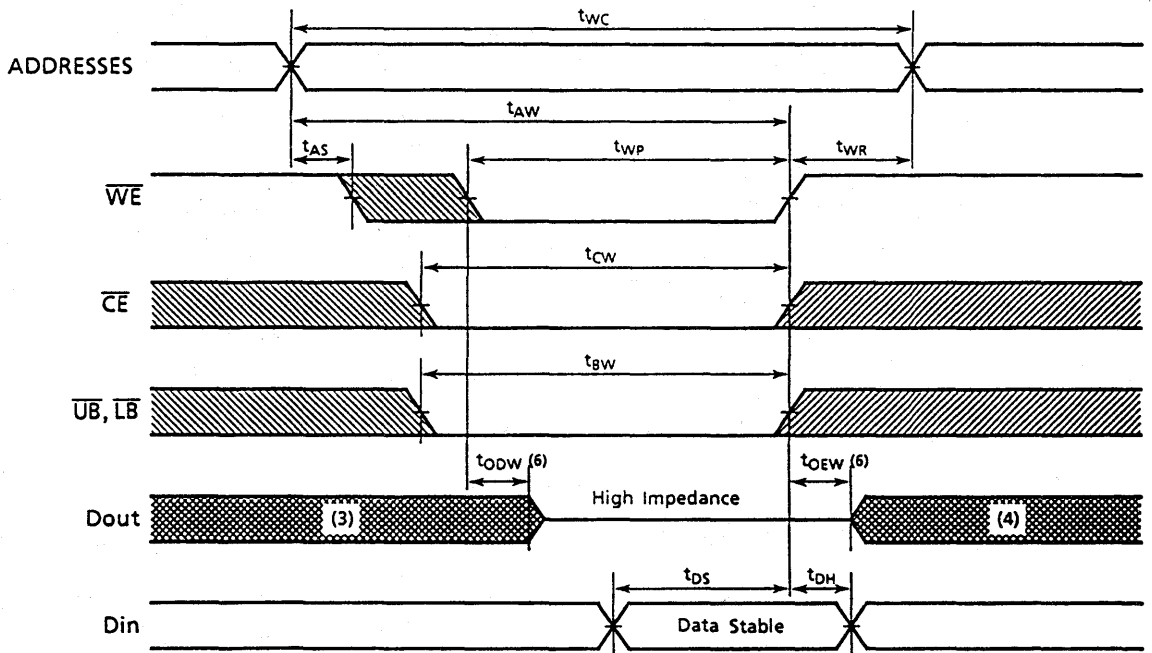 tWC
ADDRESSES
tAW
tAS
tWP
tWR
WE
tCW
CE
tBW
UB, LB
tODW (6)
tOEW (6)
High Impedance
Dout
(3)
(4)
tDS
tDH
Din
Data Stable